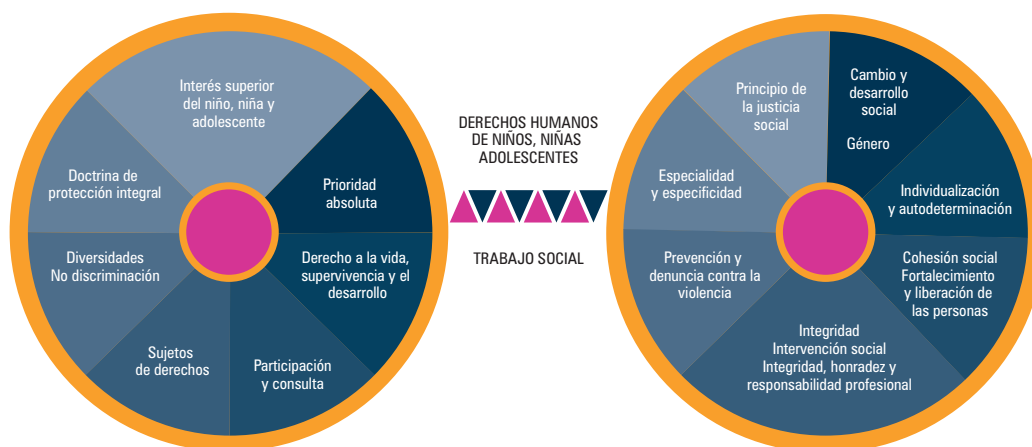 Interés superior
del niño, niña y
adolescente
Prioridad
absoluta
Derecho a la vida,
supervivencia y el
desarrollo
Participación
y consulta
Sujetos
de derechos
Diversidades
No discriminación
Doctrina de
protección integral
DERECHOS HUMANOS
DE NIÑOS, NIÑAS
ADOLESCENTES
TRABAJO SOCIAL
Principio de
la justicia
social
Cambio y
desarrollo
social
Género
Individualización
y autodeterminación
Cohesión social
Fortalecimiento
y liberación de
las personas
Integridad
Intervención social
Integridad, honradez y
responsabilidad profesional
Prevención y
denuncia contra la
violencia
Especialidad
y especificidad